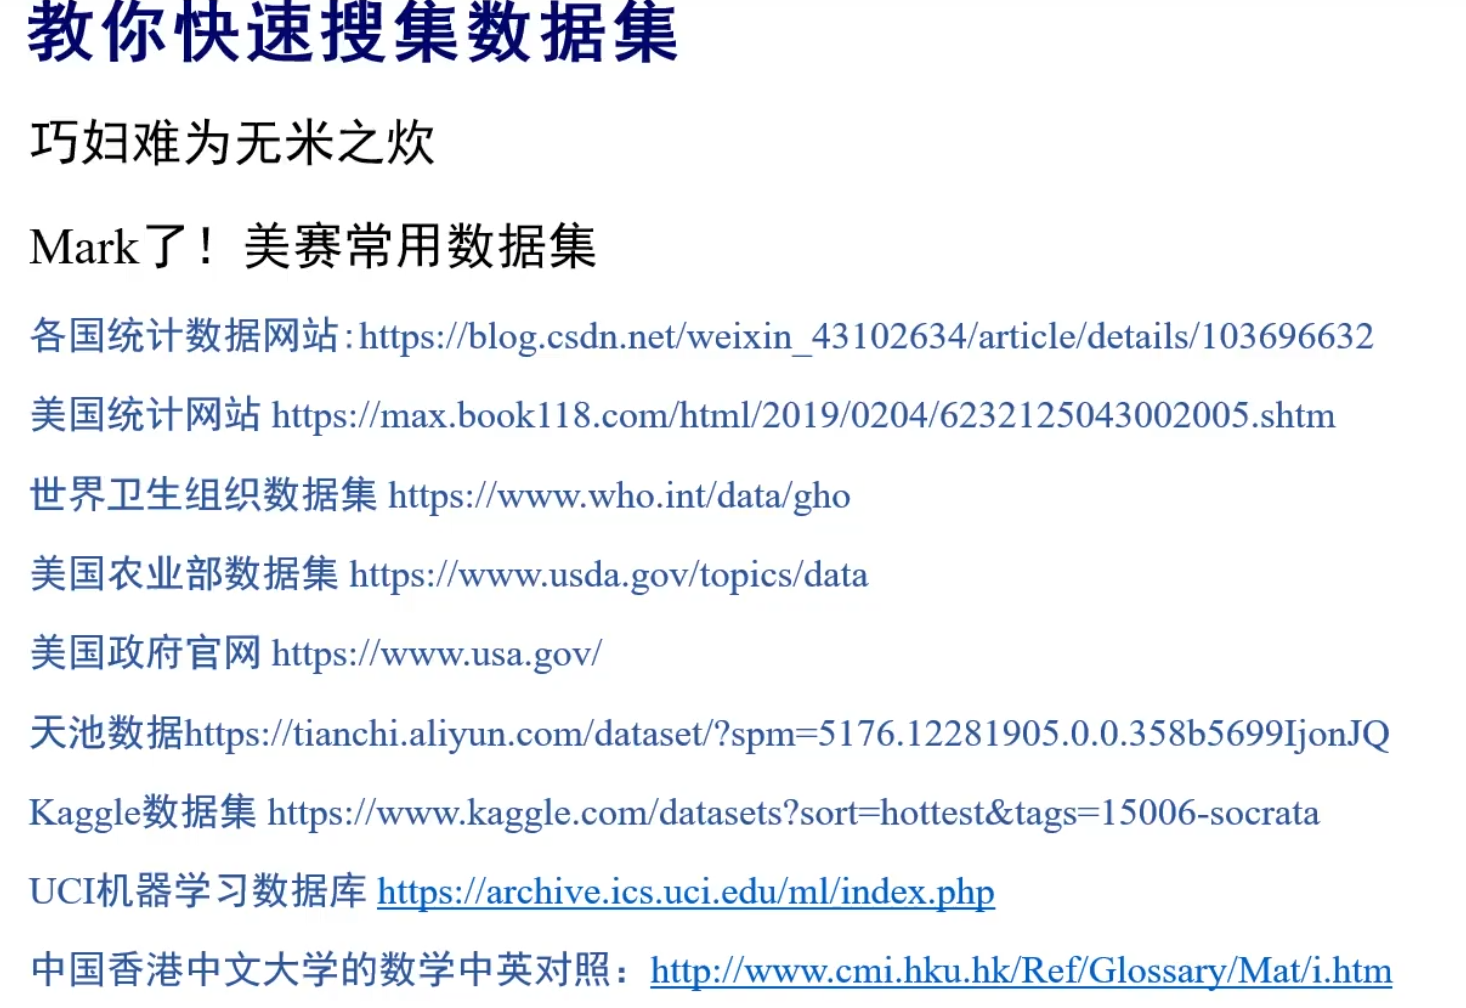 教你快速搜集数据集
巧妇难为无米之炊
Mark了！美赛常用数据集
各国统计数据网站:https://blog.csdn.net/weixin_43102634/article/details/103696632
美国统计网站 https://max.book118.com/html/2019/0204/6232125043002005.shtm
世界卫生组织数据集 https://www.who.int/data/gho
美国农业部数据集 https://www.usda.gov/topics/data
美国政府官网 https://www.usa.gov/
天池数据https://tianchi.aliyun.com/dataset/?spm=5176.12281905.0.0.358b5699IjonJQ
Kaggle数据集 https://www.kaggle.com/datasets?sort=hottest&tags=15006-socrata
UCI机器学习数据库 https://archive.ics.uci.edu/ml/index.php
中国香港中文大学的数学中英对照：http://www.cmi.hku.hk/Ref/Glossary/Mat/i.htm